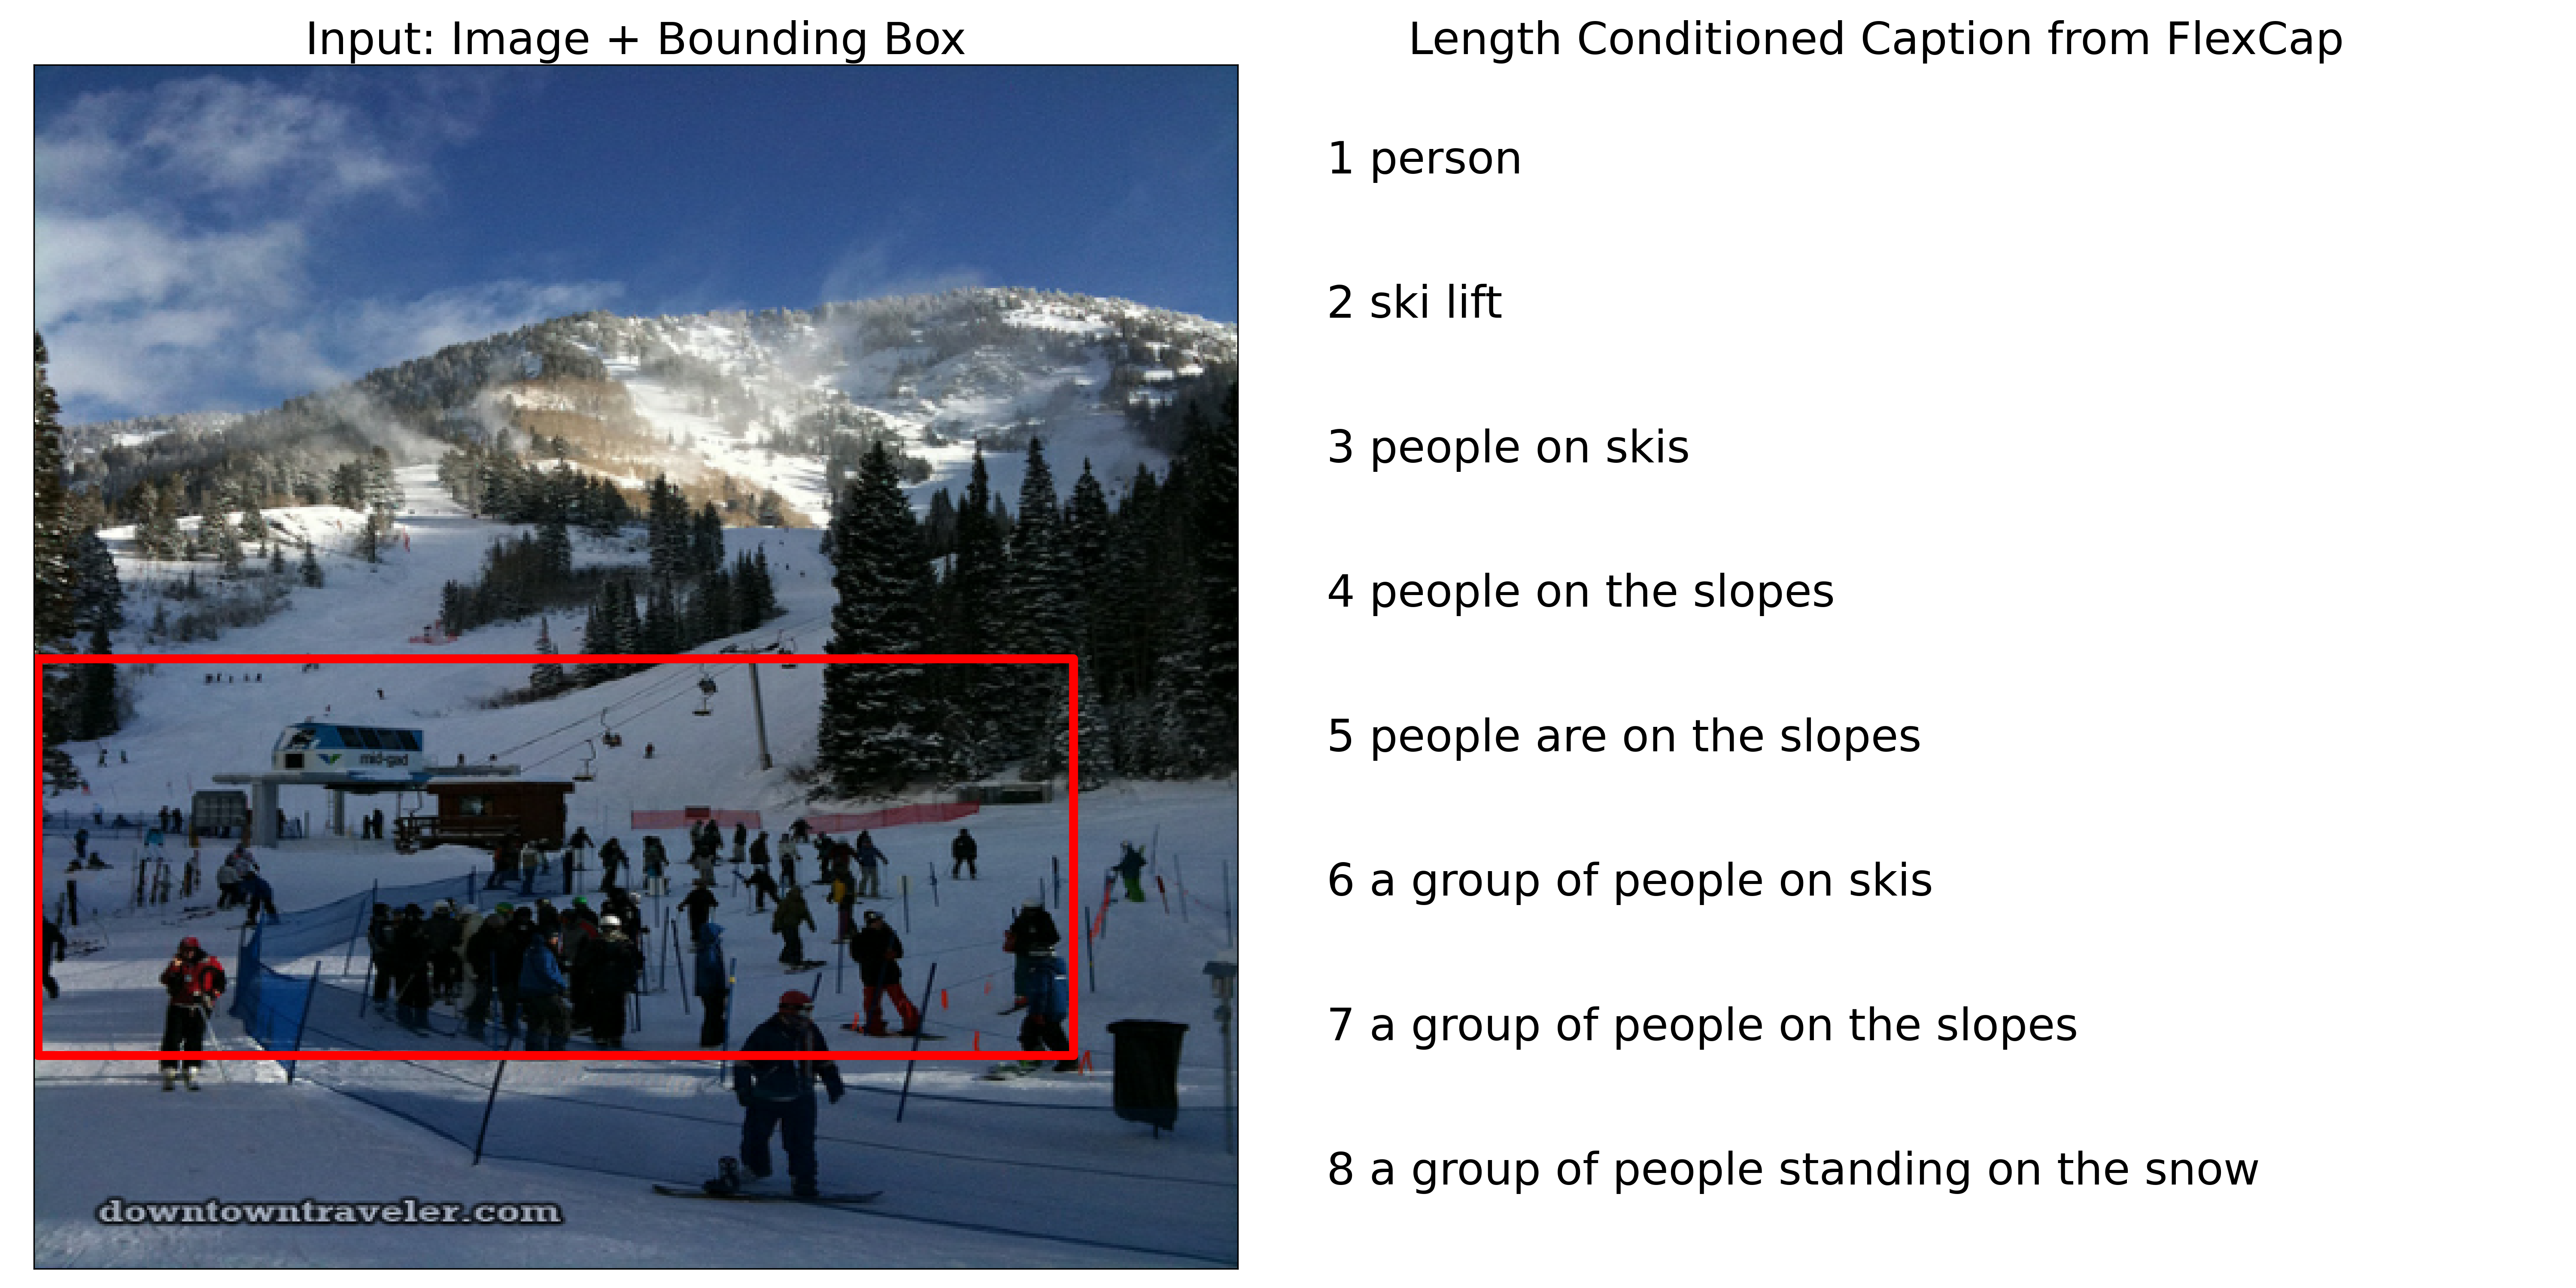 Input: Image + Bounding Box
Length Conditioned Caption from FlexCap
1 person
2 ski lift
3 people on skis
4 people on the slopes
5 people are on the slopes
6 a group of people on skis
7 a group of people on the slopes
8 a group of people standing on the snow
mid-gad
downtowntraveler.com